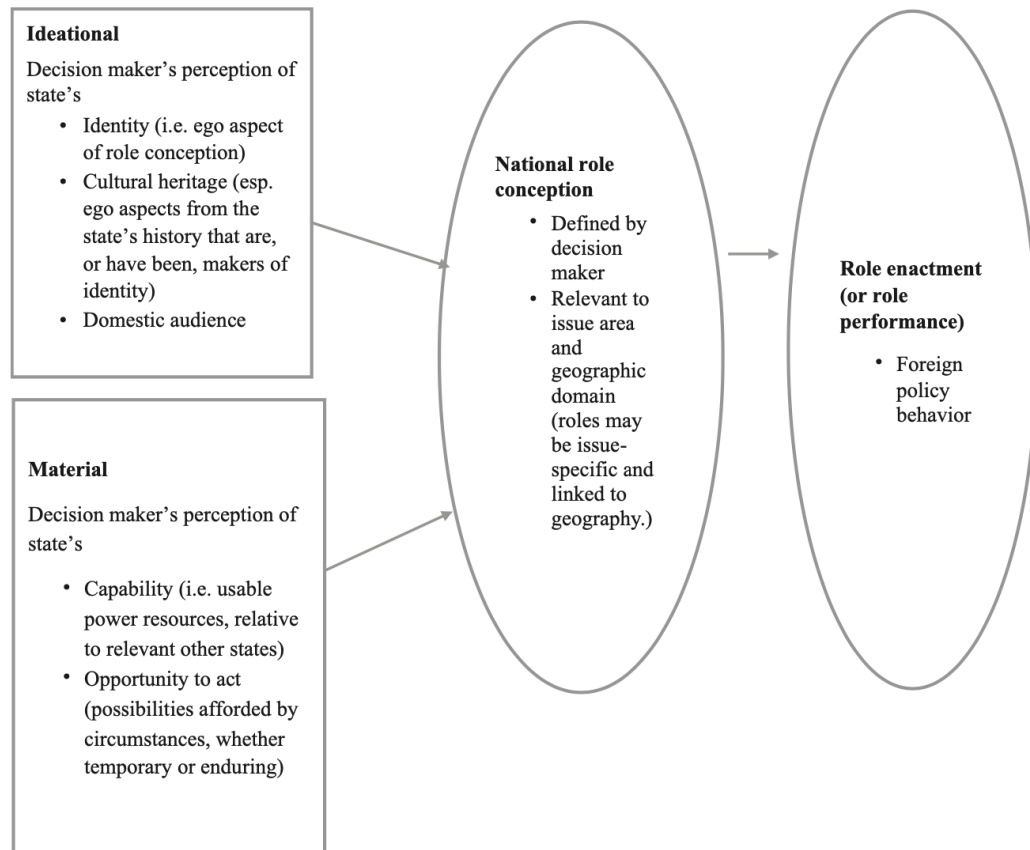 Ideational
Decision maker's perception of
state's
• Identity (i.e. ego aspect
of role conception)
• Cultural heritage (esp.
ego aspects from the
state's history that are,
or have been, makers of
identity)
• Domestic audience
Material
Decision maker's perception of
state's
• Capability (i.e. usable
power resources, relative
to relevant other states)
• Opportunity to act
(possibilities afforded by
circumstances, whether
temporary or enduring)
National role
conception
• Defined by
decision
maker
• Relevant to
issue area
and
geographic
domain
(roles may
be issue-
specific and
linked to
geography.)
Role enactment
(or role
performance)
• Foreign
policy
behavior